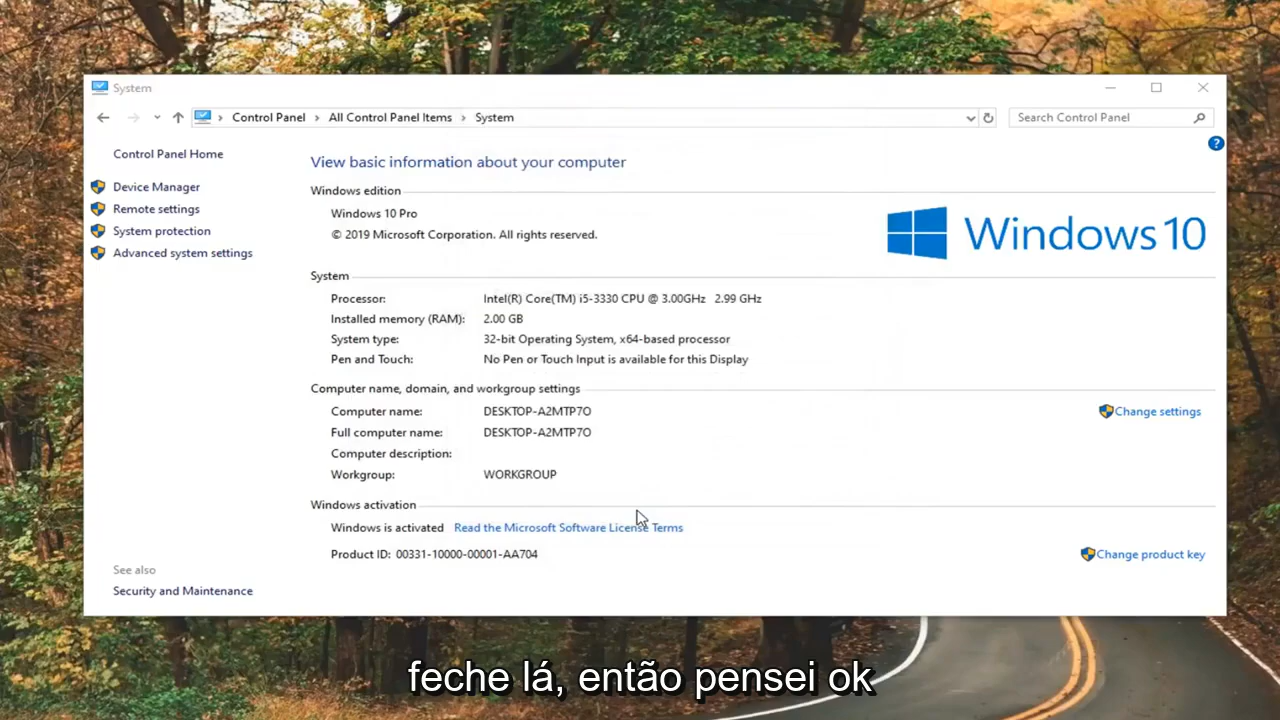 System
Control Panel > All Control Panel Items > System
Search Control Panel
Control Panel Home
Device Manager
Remote settings
System protection
Advanced system settings
See also
Security and Maintenance
?
View basic information about your computer
Windows edition
Windows 10 Pro
© 2019 Microsoft Corporation. All rights reserved.
Windows 10
System
Processor: Intel(R) Core(TM) i5-3330 CPU @ 3.00GHz 2.99 GHz
Installed memory (RAM): 2.00 GB
System type: 32-bit Operating System, x64-based processor
Pen and Touch: No Pen or Touch Input is available for this Display
Computer name, domain, and workgroup settings
Computer name: DESKTOP-A2MTP7O
Change settings
Full computer name: DESKTOP-A2MTP7O
Computer description:
Workgroup: WORKGROUP
Windows activation
Windows is activated Read the Microsoft Software License Terms
Product ID: 00331-10000-00001-AA704
Change product key
feche lá, então pensei ok